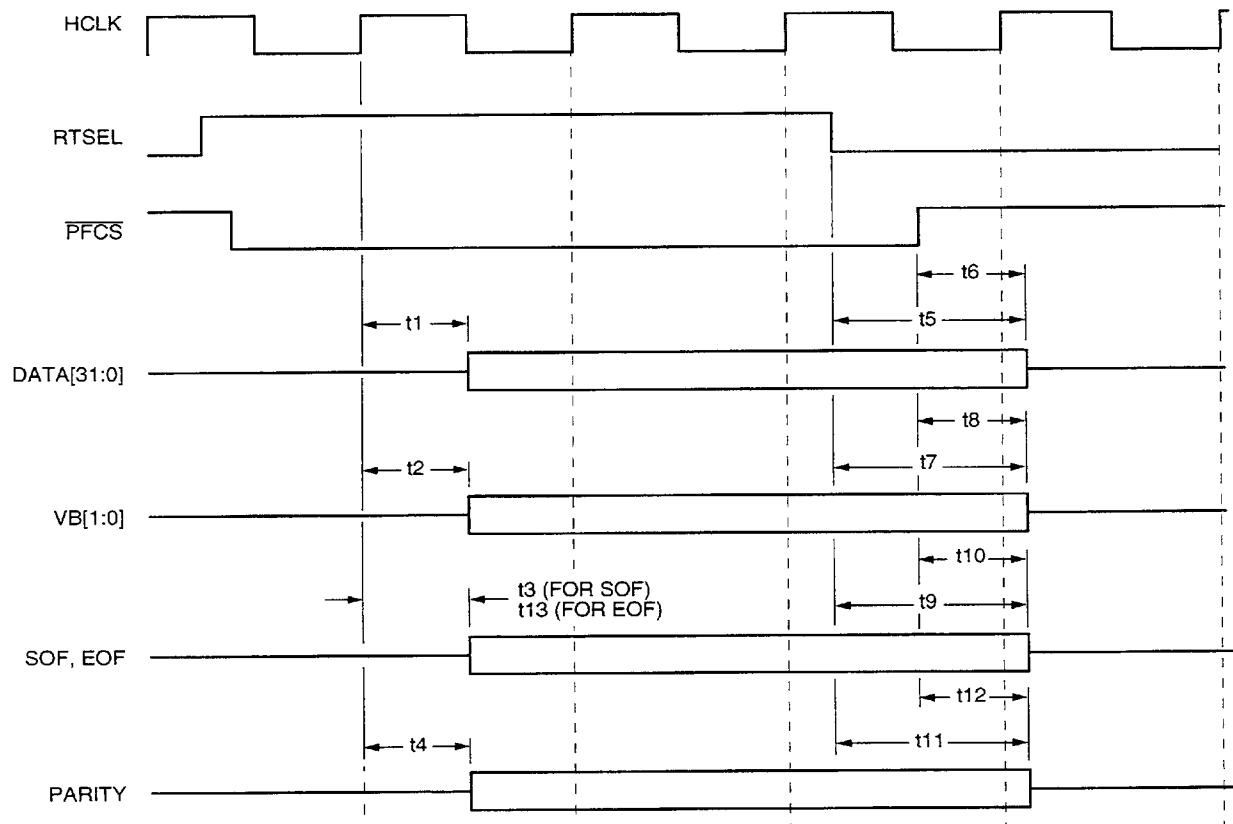 HCLK
RTSEL
PFCS
t6
t5
t1
DATA[31:0]
t8
t7
t2
VB[1:0]
t10
t3 (FOR SOF)
t13 (FOR EOF)
t9
SOF, EOF
t12
t11
t4
PARITY